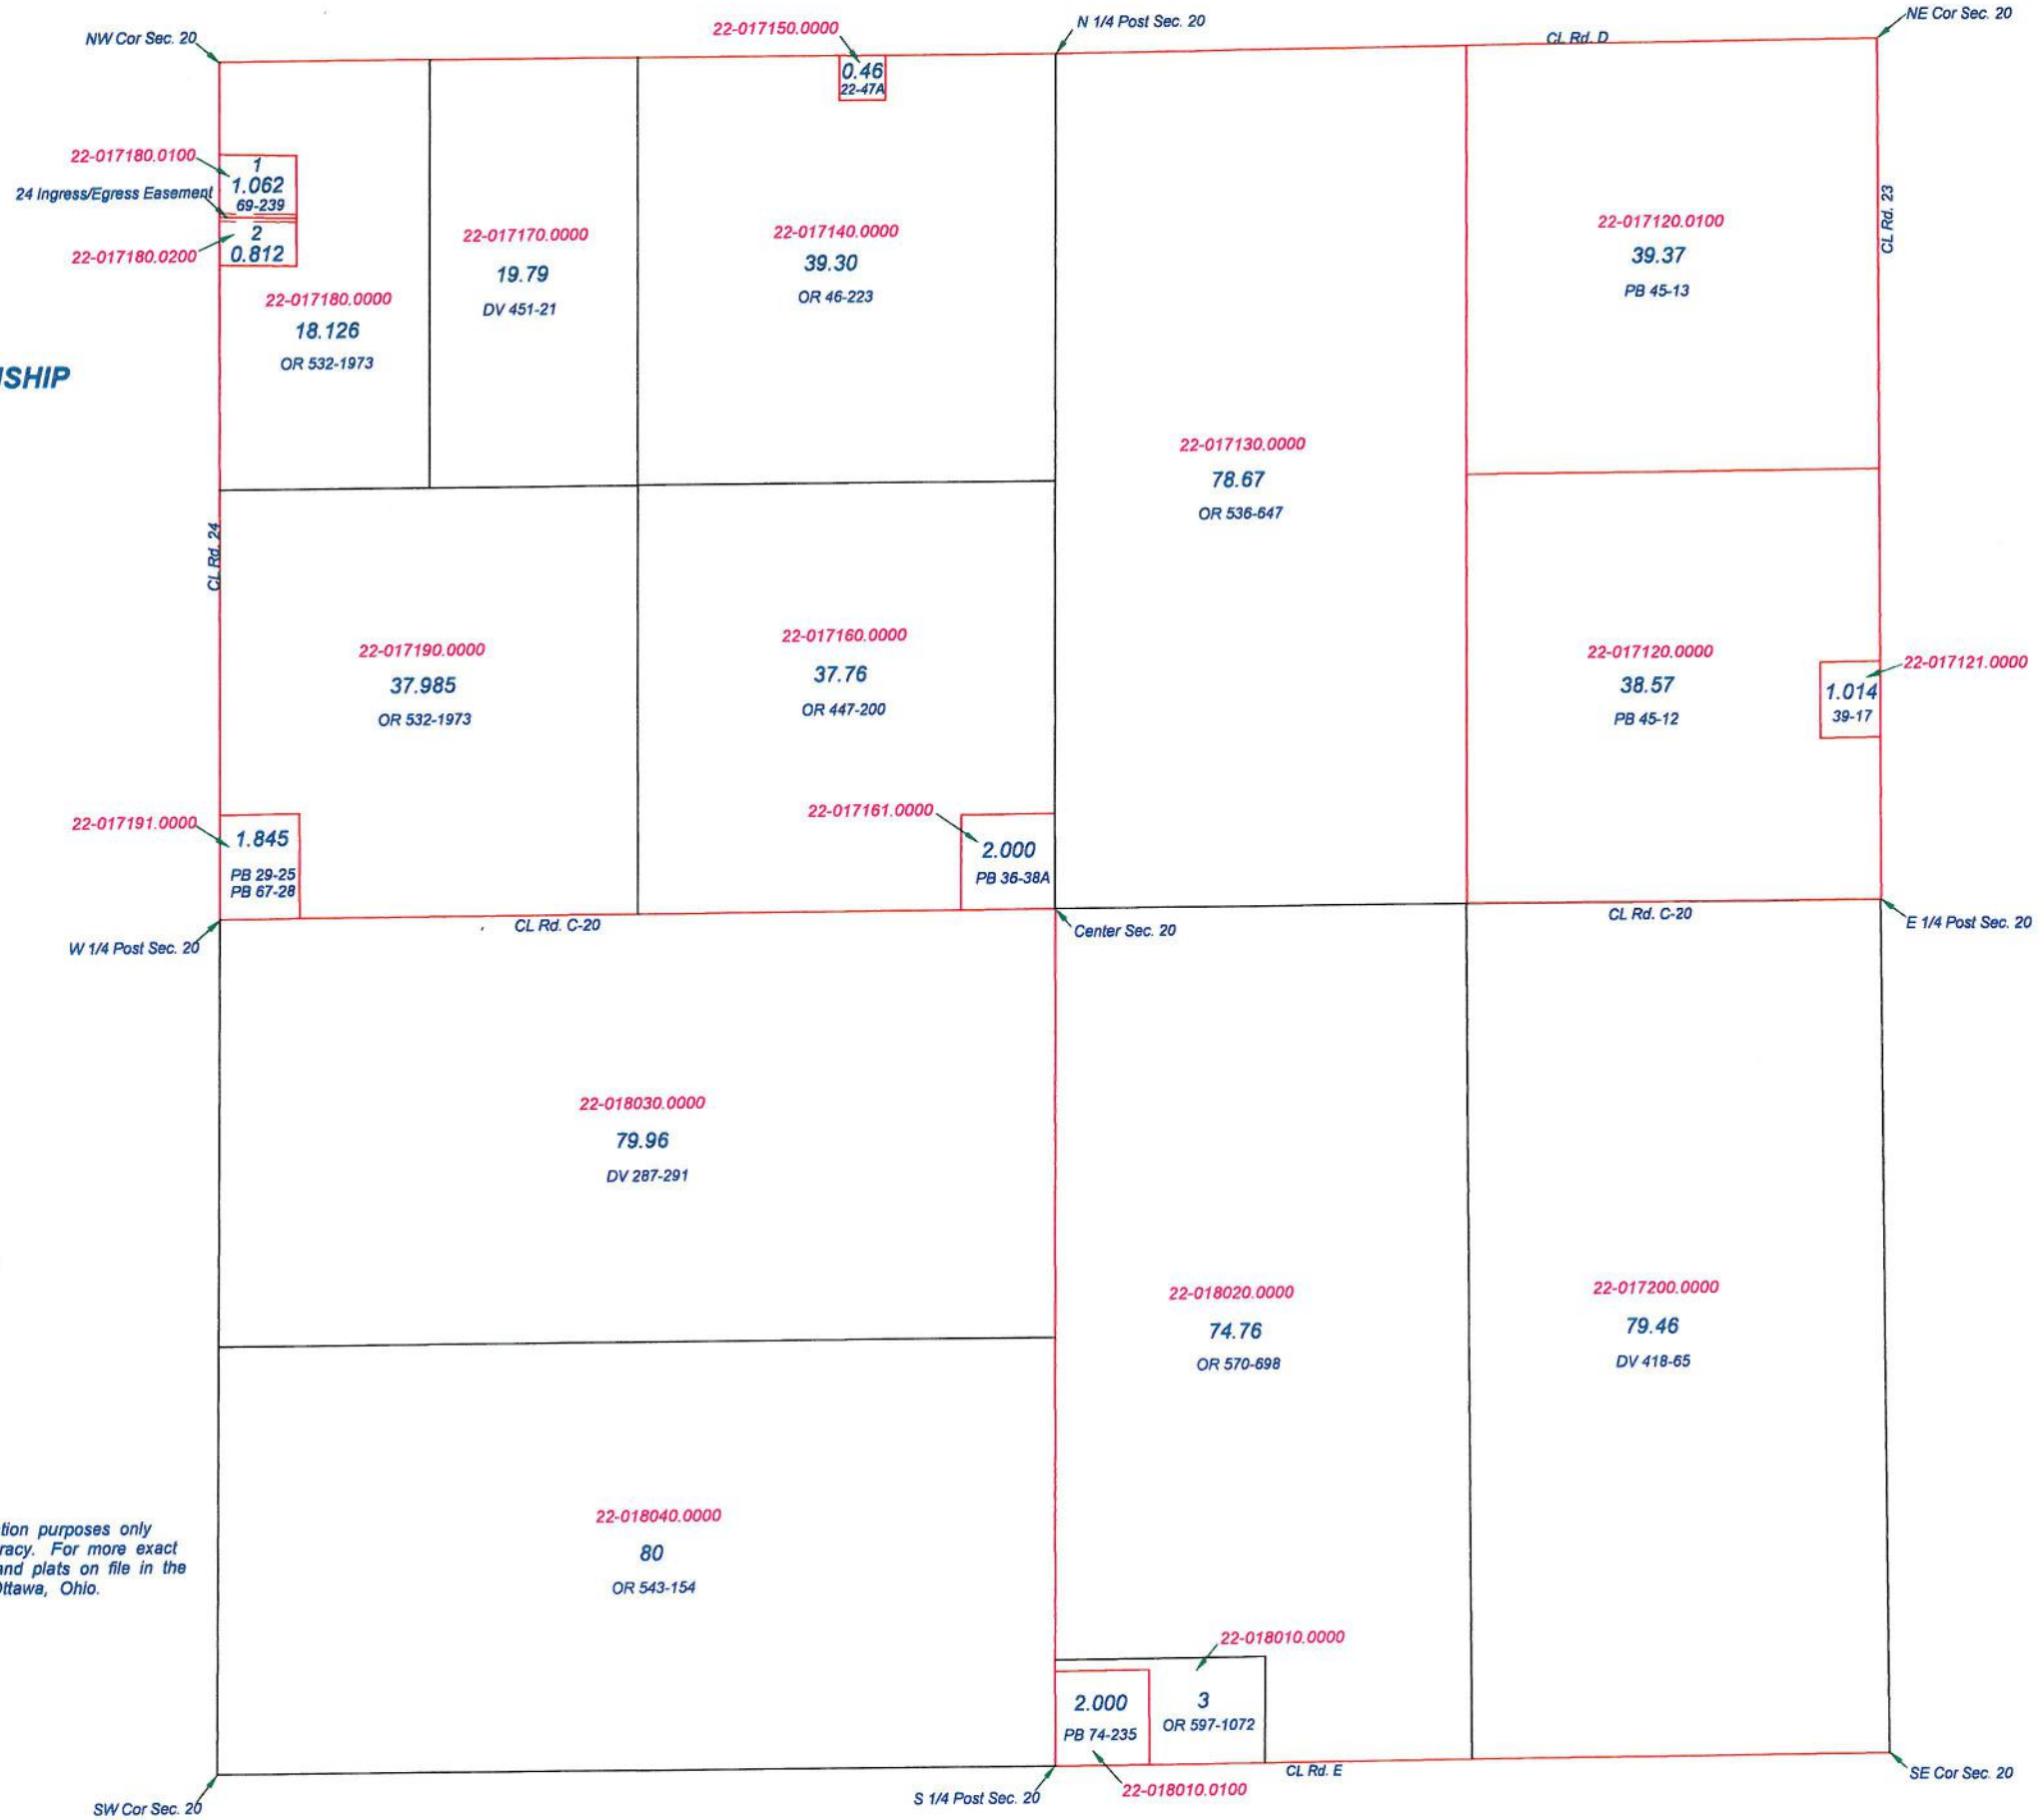 NW Cor Sec. 20
22-017150.0000
N 1/4 Post Sec. 20
CL Rd. D
NE Cor Sec. 20
0.46
22-47A
22-017180.0100
1
1.062
69-239
24 Ingress/Egress Easement
2
0.812
22-017180.0200
22-017180.0000
18.126
OR 532-1973
22-017170.0000
19.79
DV 451-21
22-017140.0000
39.30
OR 46-223
22-017120.0100
39.37
PB 45-13
CL Rd. 23
22-017130.0000
78.67
OR 536-647
CL Rd. 24
22-017190.0000
37.985
OR 532-1973
22-017160.0000
37.76
OR 447-200
22-017120.0000
38.57
PB 45-12
22-017121.0000
1.014
39-17
22-017191.0000
1.845
PB 29-25
PB 67-28
22-017161.0000
2.000
PB 36-38A
W 1/4 Post Sec. 20
CL Rd. C-20
Center Sec. 20
CL Rd. C-20
E 1/4 Post Sec. 20
22-018030.0000
79.96
DV 287-291
22-018020.0000
74.76
OR 570-698
22-017200.0000
79.46
DV 418-65
22-018040.0000
80
OR 543-154
purposes only
For more exact
and plats on file in the
Ottawa, Ohio.
22-018010.0000
2.000
PB 74-235
3
OR 597-1072
22-018010.0100
CL Rd. E
SW Cor Sec. 20
S 1/4 Post Sec. 20
SE Cor Sec. 20